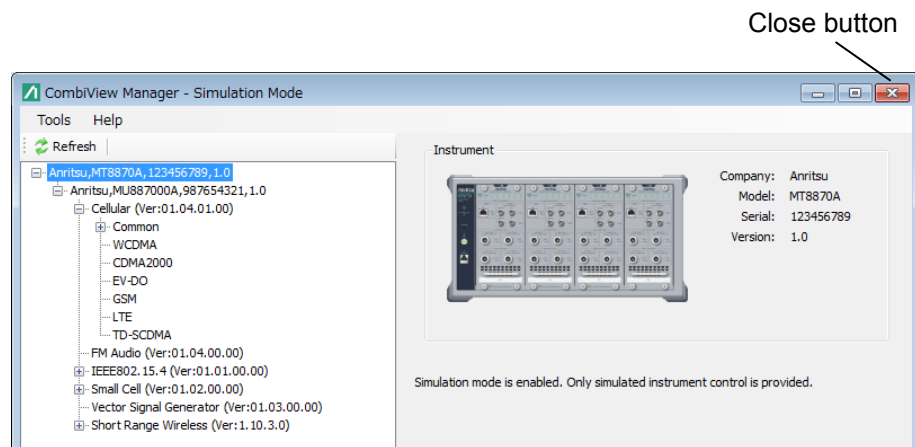 Close button
CombiView Manager - Simulation Mode
Tools Help
Refresh
Anritsu,MT8870A,123456789,1.0
Anritsu,MU887000A,987654321,1.0
Cellular (Ver:01.04.01.00)
Common
WCDMA
CDMA2000
EV-DO
GSM
LTE
TD-SCDMA
FM Audio (Ver:01.04.00.00)
IEEE802.15.4 (Ver:01.01.00.00)
Small Cell (Ver:01.02.00.00)
Vector Signal Generator (Ver:01.03.00.00)
Short Range Wireless (Ver:1.10.3.0)
Instrument
Company: Anritsu
Model: MT8870A
Serial: 123456789
Version: 1.0
Simulation mode is enabled. Only simulated instrument control is provided.